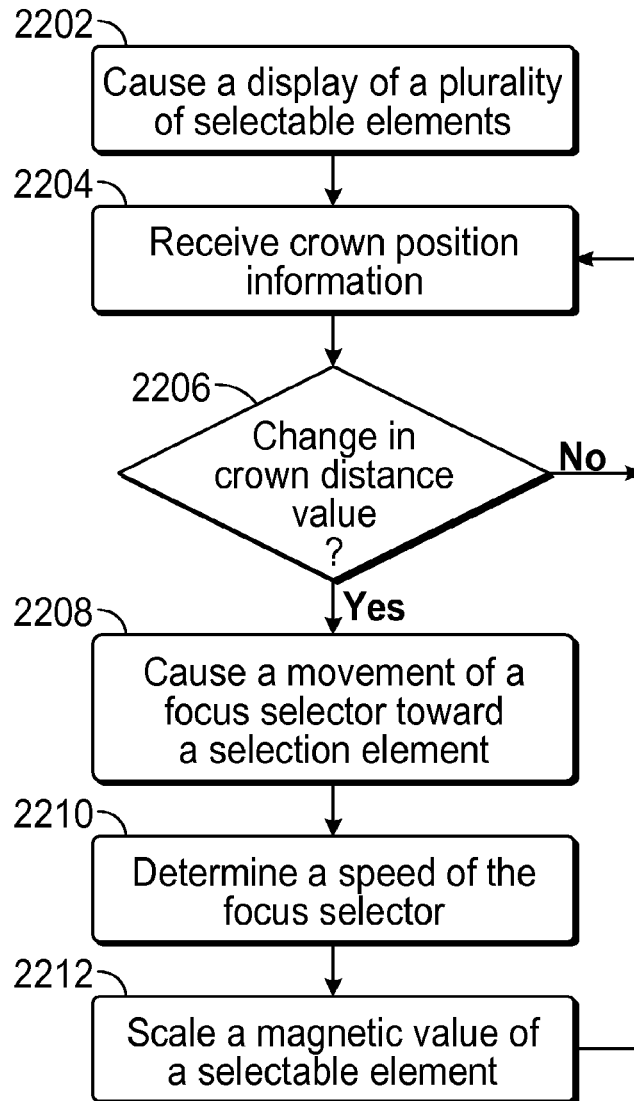 2202
Cause a display of a plurality
of selectable elements
2204
Receive crown position
information
2206
Change in
crown distance
value
?
No
Yes
2208
Cause a movement of a
focus selector toward
a selection element
2210
Determine a speed of the
focus selector
2212
Scale a magnetic value of
a selectable element